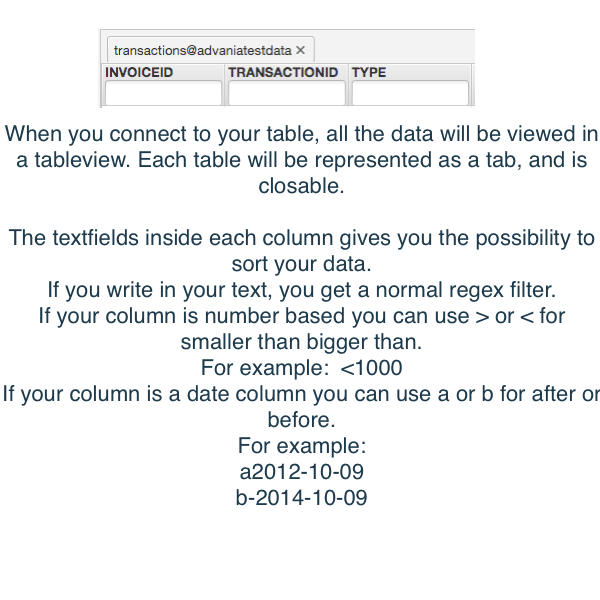 transactions@advaniatestdata ×
INVOICEID TRANSACTIONID TYPE
When you connect to your table, all the data will be viewed in
a tableview. Each table will be represented as a tab, and is
closable.
The textfields inside each column gives you the possibility to
sort your data.
If you write in your text, you get a normal regex filter.
If your column is number based you can use > or < for
smaller than bigger than.
For example:  <1000
If your column is a date column you can use a or b for after or
before.
For example:
a2012-10-09
b-2014-10-09